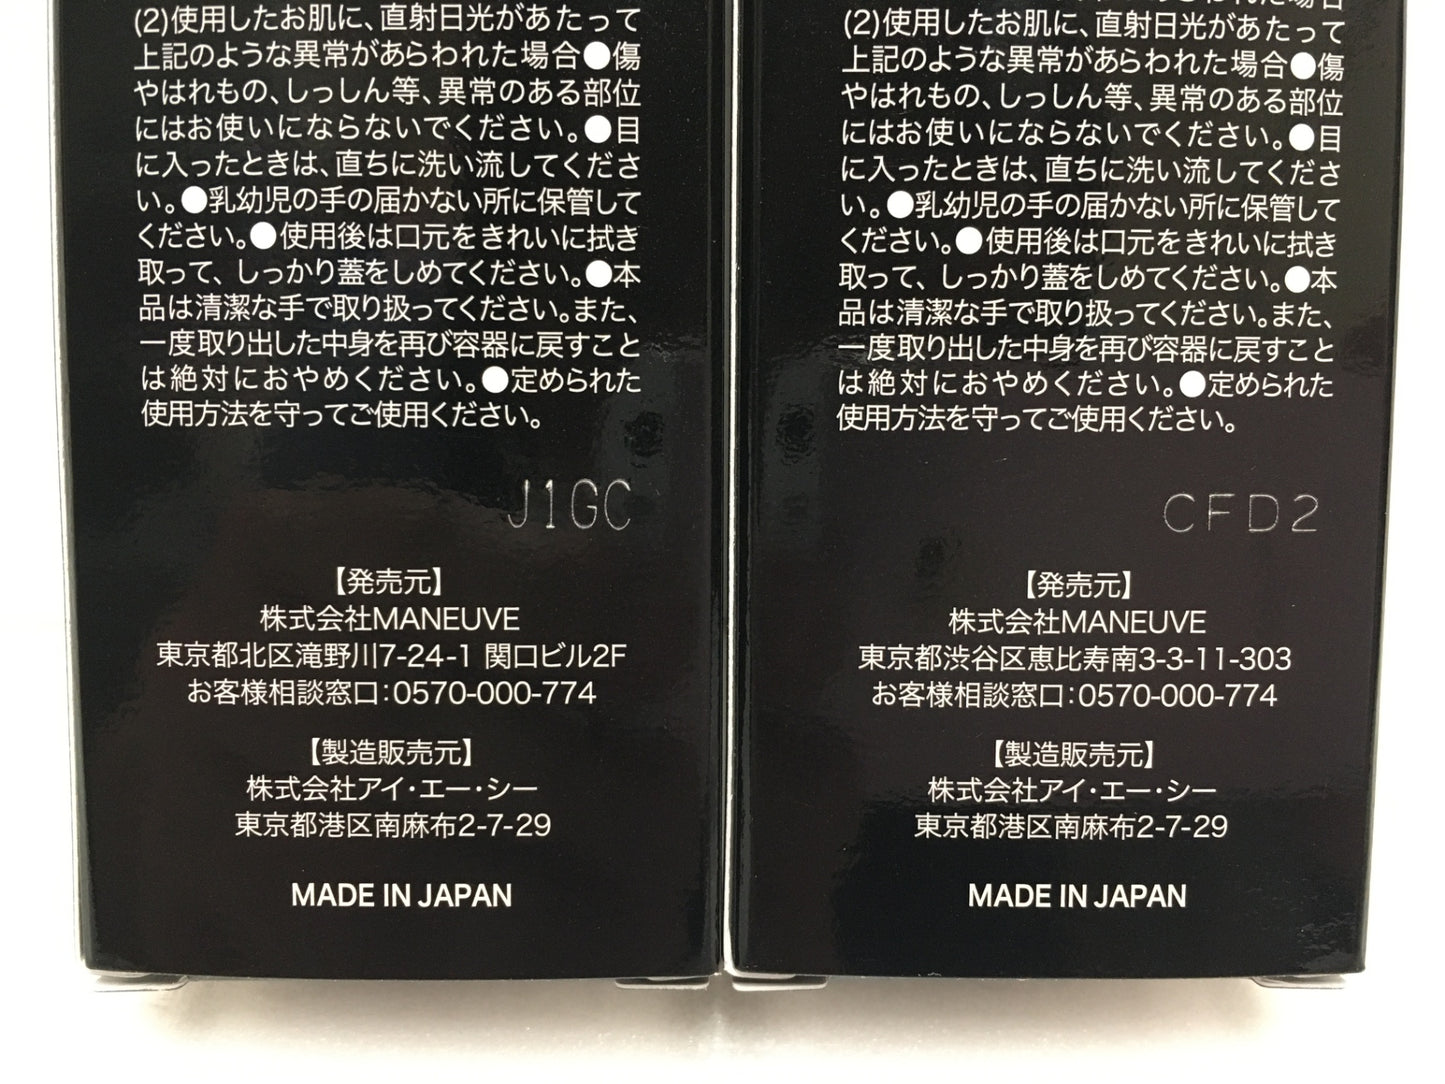 (2)使用したお肌に、直射日光があたって
上記のような異常があらわれた場合●傷
やはれもの、しっしん等、異常のある部位
にはお使いにならないでください。●目
に入ったときは、直ちに洗い流してくださ
い。●乳幼児の手の届かない所に保管して
ください。●使用後は口元をきれいに拭き
取って、しっかり蓋をしめてください。●本
品は清潔な手で取り扱ってください。また、
一度取り出した中身を再び容器に戻すこと
は絶対におやめください。●定められた
使用方法を守ってご使用ください。
J1GC
【発売元】
株式会社MANEUVE
東京都北区滝野川7-24-1 関口ビル2F
お客様相談窓口:0570-000-774
【製造販売元】
株式会社アイ・エー・シー
東京都港区南麻布2-7-29
MADE IN JAPAN
(2)使用したお肌に、直射日光があたって
上記のような異常があらわれた場合●傷
やはれもの、しっしん等、異常のある部位
にはお使いにならないでください。●目
に入ったときは、直ちに洗い流してくださ
い。●乳幼児の手の届かない所に保管して
ください。●使用後は口元をきれいに拭き
取って、しっかり蓋をしめてください。●本
品は清潔な手で取り扱ってください。また、
一度取り出した中身を再び容器に戻すこと
は絶対におやめください。●定められた
使用方法を守ってご使用ください。
CFD2
【発売元】
株式会社MANEUVE
東京都渋谷区恵比寿南3-3-11-303
お客様相談窓口:0570-000-774
【製造販売元】
株式会社アイ・エー・シー
東京都港区南麻布2-7-29
MADE IN JAPAN